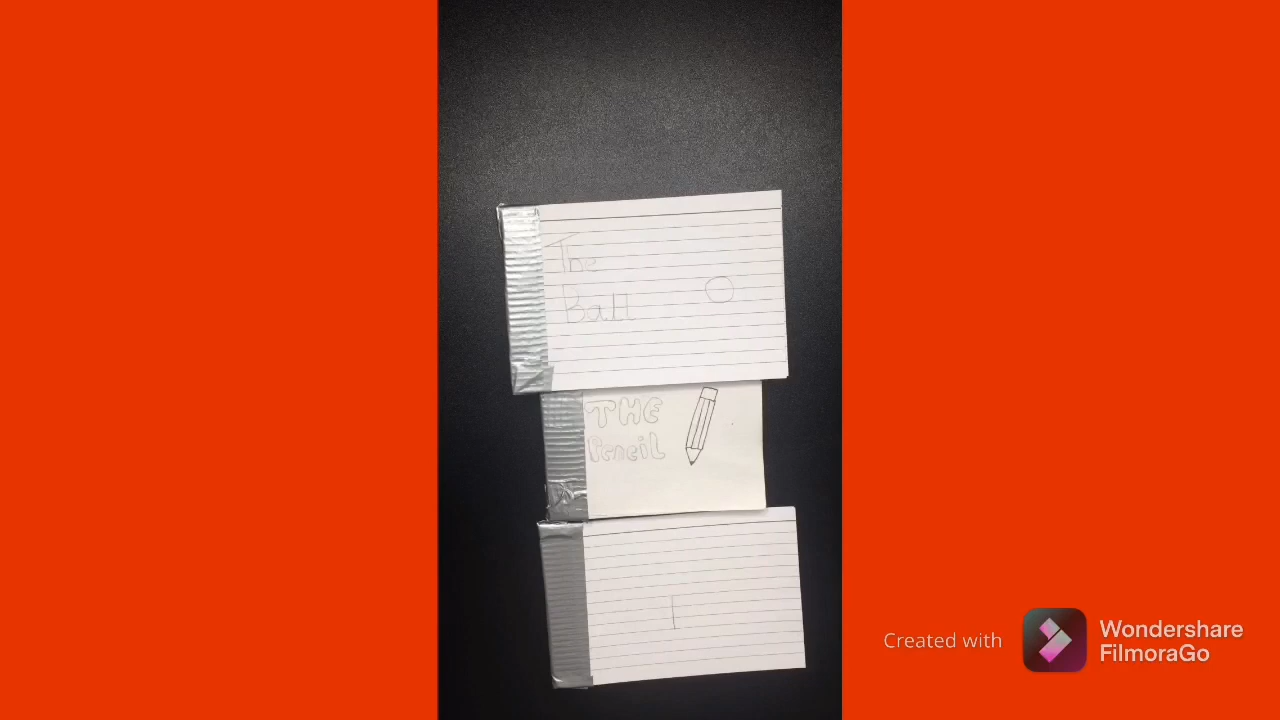 The
Ball
THE
Pencil
Created with
Wondershare
FilmoraGo